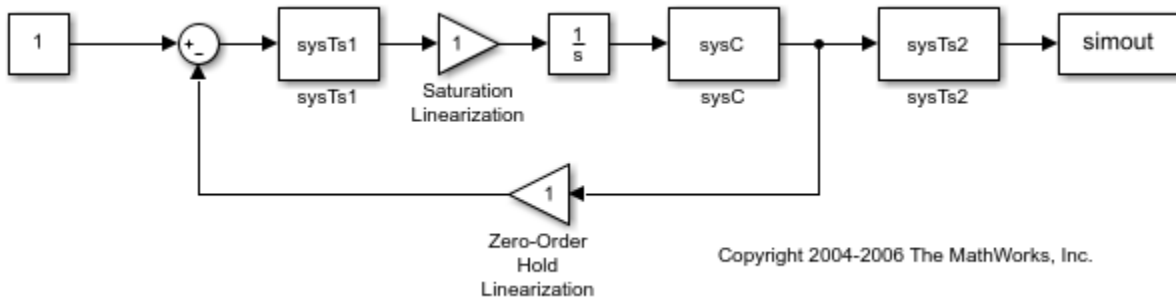 1
+
−
sysTs1
sysTs1
1
Saturation
Linearization
1
s
sysC
sysC
sysTs2
sysTs2
simout
1
Zero-Order
Hold
Linearization
Copyright 2004-2006 The MathWorks, Inc.